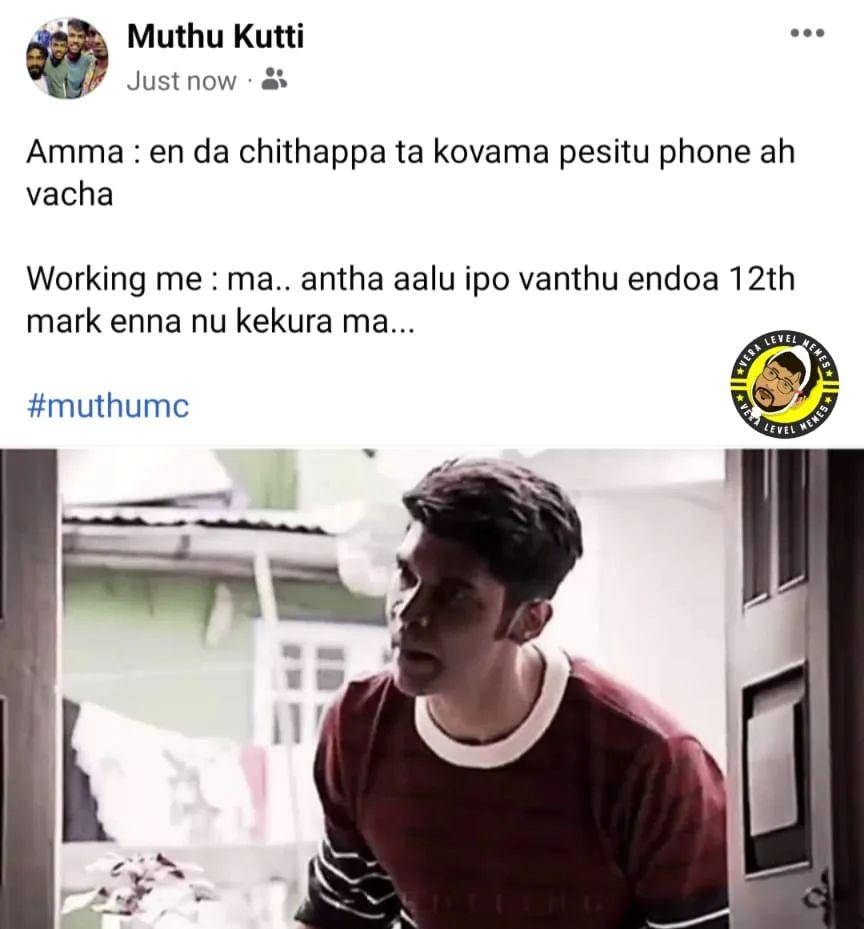 Muthu Kutti
Just now ·
Amma : en da chithappa ta kovama pesitu phone ah
vacha
Working me : ma.. antha aalu ipo vanthu endoa 12th
mark enna nu kekura ma...
#muthumc
VERA LEVEL MEMES
VERA LEVEL MEMES